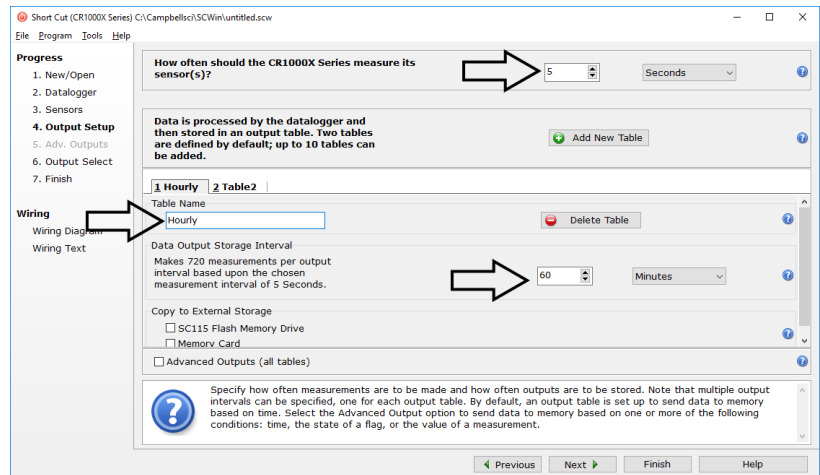 Short Cut (CR1000X Series) C:\Campbellsci\SCWin\untitled.scw
File Program Tools Help
Progress
1. New/Open
2. Datalogger
3. Sensors
4. Output Setup
5. Adv. Outputs
6. Output Select
7. Finish
Wiring
Wiring Diagram
Wiring Text
How often should the CR1000X Series measure its
sensor(s)?
5
Seconds
Data is processed by the datalogger and
then stored in an output table. Two tables
are defined by default; up to 10 tables can
be added.
Add New Table
1 Hourly 2 Table2
Table Name
Hourly
Delete Table
Data Output Storage Interval
Makes 720 measurements per output
interval based upon the chosen
measurement interval of 5 Seconds.
60
Minutes
Copy to External Storage
SC115 Flash Memory Drive
Memory Card
Advanced Outputs (all tables)
Specify how often measurements are to be made and how often outputs are to be stored. Note that multiple output
intervals can be specified, one for each output table. By default, an output table is set up to send data to memory
based on time. Select the Advanced Output option to send data to memory based on one or more of the following
conditions: time, the state of a flag, or the value of a measurement.
Previous Next Finish Help